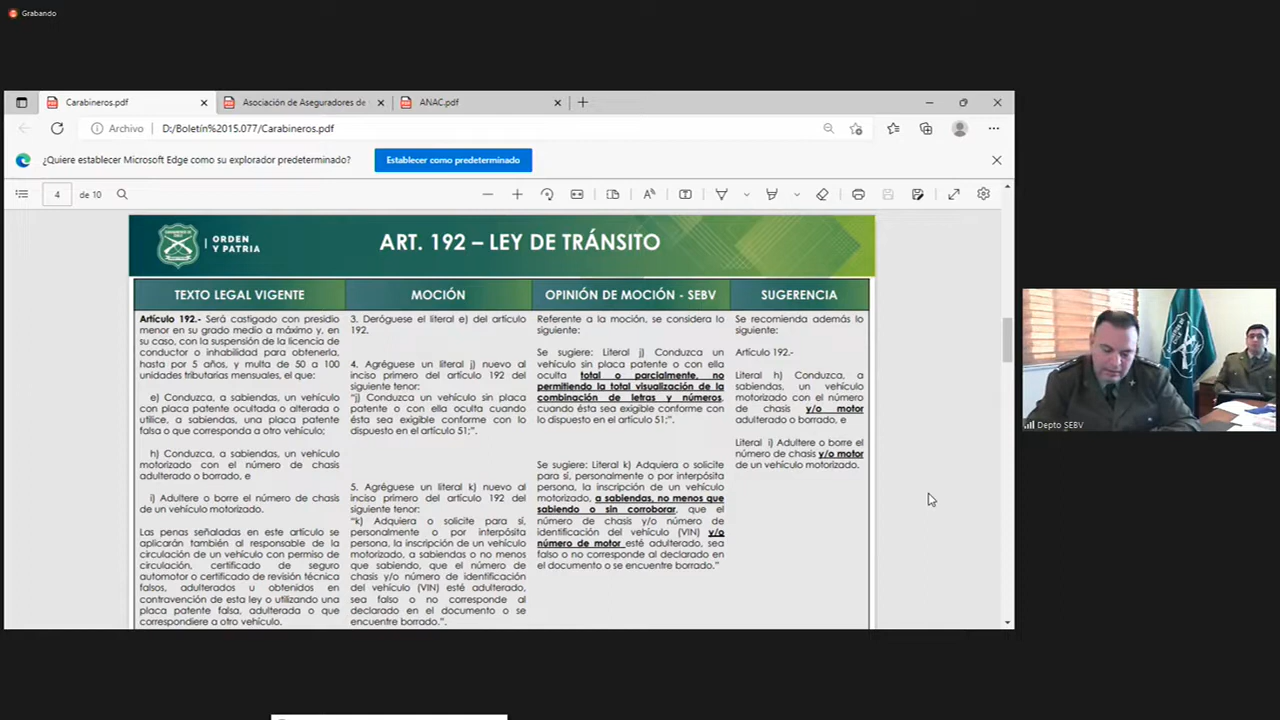 Grabando
Carabineros.pdf
Asociación de Aseguradores de
ANAC.pdf
Archivo
D:/Boletín%2015.077/Carabineros.pdf
¿Quiere establecer Microsoft Edge como su explorador predeterminado?
Establecer como predeterminado
4
de 10
ORDEN
Y PATRIA
ART. 192 – LEY DE TRÁNSITO
TEXTO LEGAL VIGENTE
Artículo 192.- Será castigado con presidio
menor en su grado medio a máximo y, en
su caso, con la suspensión de la licencia de
conductor o inhabilidad para obtenerla,
hasta por 5 años, y multa de 50 a 100
unidades tributarias mensuales, el que:
e) Conduzca, a sabiendas, un vehículo
con placa patente ocultada o alterada o
utilice, a sabiendas, una placa patente
falsa o que corresponda a otro vehículo;
h) Conduzca, a sabiendas, un vehículo
motorizado con el número de chasis
adulterado o borrado, e
i) Adultere o borre el número de chasis
de un vehículo motorizado.
Las penas señaladas en este artículo se
aplicarán también al responsable de la
circulación de un vehículo con permiso de
circulación, certificado de seguro
automotor o certificado de revisión técnica
falsos, adulterados u obtenidos en
contravención de esta ley o utilizando una
placa patente falsa, adulterada o que
correspondiere a otro vehículo.
MOCIÓN
3. Deróguese el literal e) del artículo
192.
4. Agréguese un literal j) nuevo al
inciso primero del artículo 192 del
siguiente tenor:
“j) Conduzca un vehículo sin placa
patente o con ella oculta cuando
ésta sea exigible conforme con lo
dispuesto en el artículo 51;”.
5. Agréguese un literal k) nuevo al
inciso primero del artículo 192 del
siguiente tenor:
“k) Adquiera o solicite para sí,
personalmente o por interpósita
persona, la inscripción de un vehículo
motorizado, a sabiendas o no menos
que sabiendo, que el número de
chasis y/o número de identificación
del vehículo (VIN) esté adulterado,
sea falso o no corresponde al
declarado en el documento o se
encuentre borrado.”.
OPINIÓN DE MOCIÓN - SEBV
Referente a la moción, se considera lo
siguiente:
Se sugiere: Literal j) Conduzca un
vehículo sin placa patente o con ella
oculta total o parcialmente, no
permitiendo la total visualización de la
combinación de letras y números, 
cuando ésta sea exigible conforme con
lo dispuesto en el artículo 51;”.
Se sugiere: Literal k) Adquiera o solicite
para sí, personalmente o por interpósita
persona, la inscripción de un vehículo
motorizado, a sabiendas, no menos que
sabiendo o sin corroborar, que el
número de chasis y/o número de
identificación del vehículo (VIN) y/o
número de motor esté adulterado, sea
falso o no corresponde al declarado en
el documento o se encuentre borrado.”
SUGERENCIA
Se recomienda además lo
siguiente:
Artículo 192.-
Literal h) Conduzca, a
sabiendas, un vehículo
motorizado con el número
de chasis y/o motor
adulterado o borrado, e
Literal i) Adultere o borre el
número de chasis y/o motor
de un vehículo motorizado.
Depto SEBV